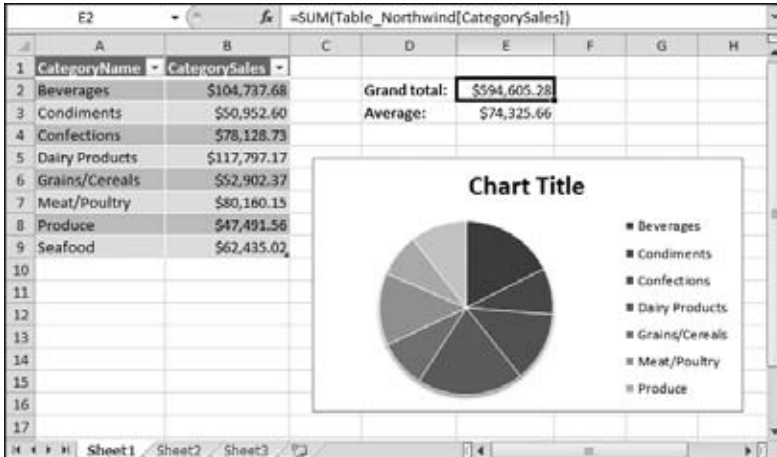 E2 fx =SUM(Table_Northwind[CategorySales])
A B C D E F G H
1 CategoryName CategorySales
2 Beverages $104,737.68 Grand total: $594,605.28
3 Condiments $50,952.60 Average: $74,325.66
4 Confections $78,128.73
5 Dairy Products $117,797.17
6 Grains/Cereals $52,902.37
7 Meat/Poultry $80,160.15
8 Produce $47,491.56
9 Seafood $62,435.02
10
11
12
13
14
15
16
17
Chart Title
Beverages
Condiments
Confections
Dairy Products
Grains/Cereals
Meat/Poultry
Produce
Sheet1 Sheet2 Sheet3